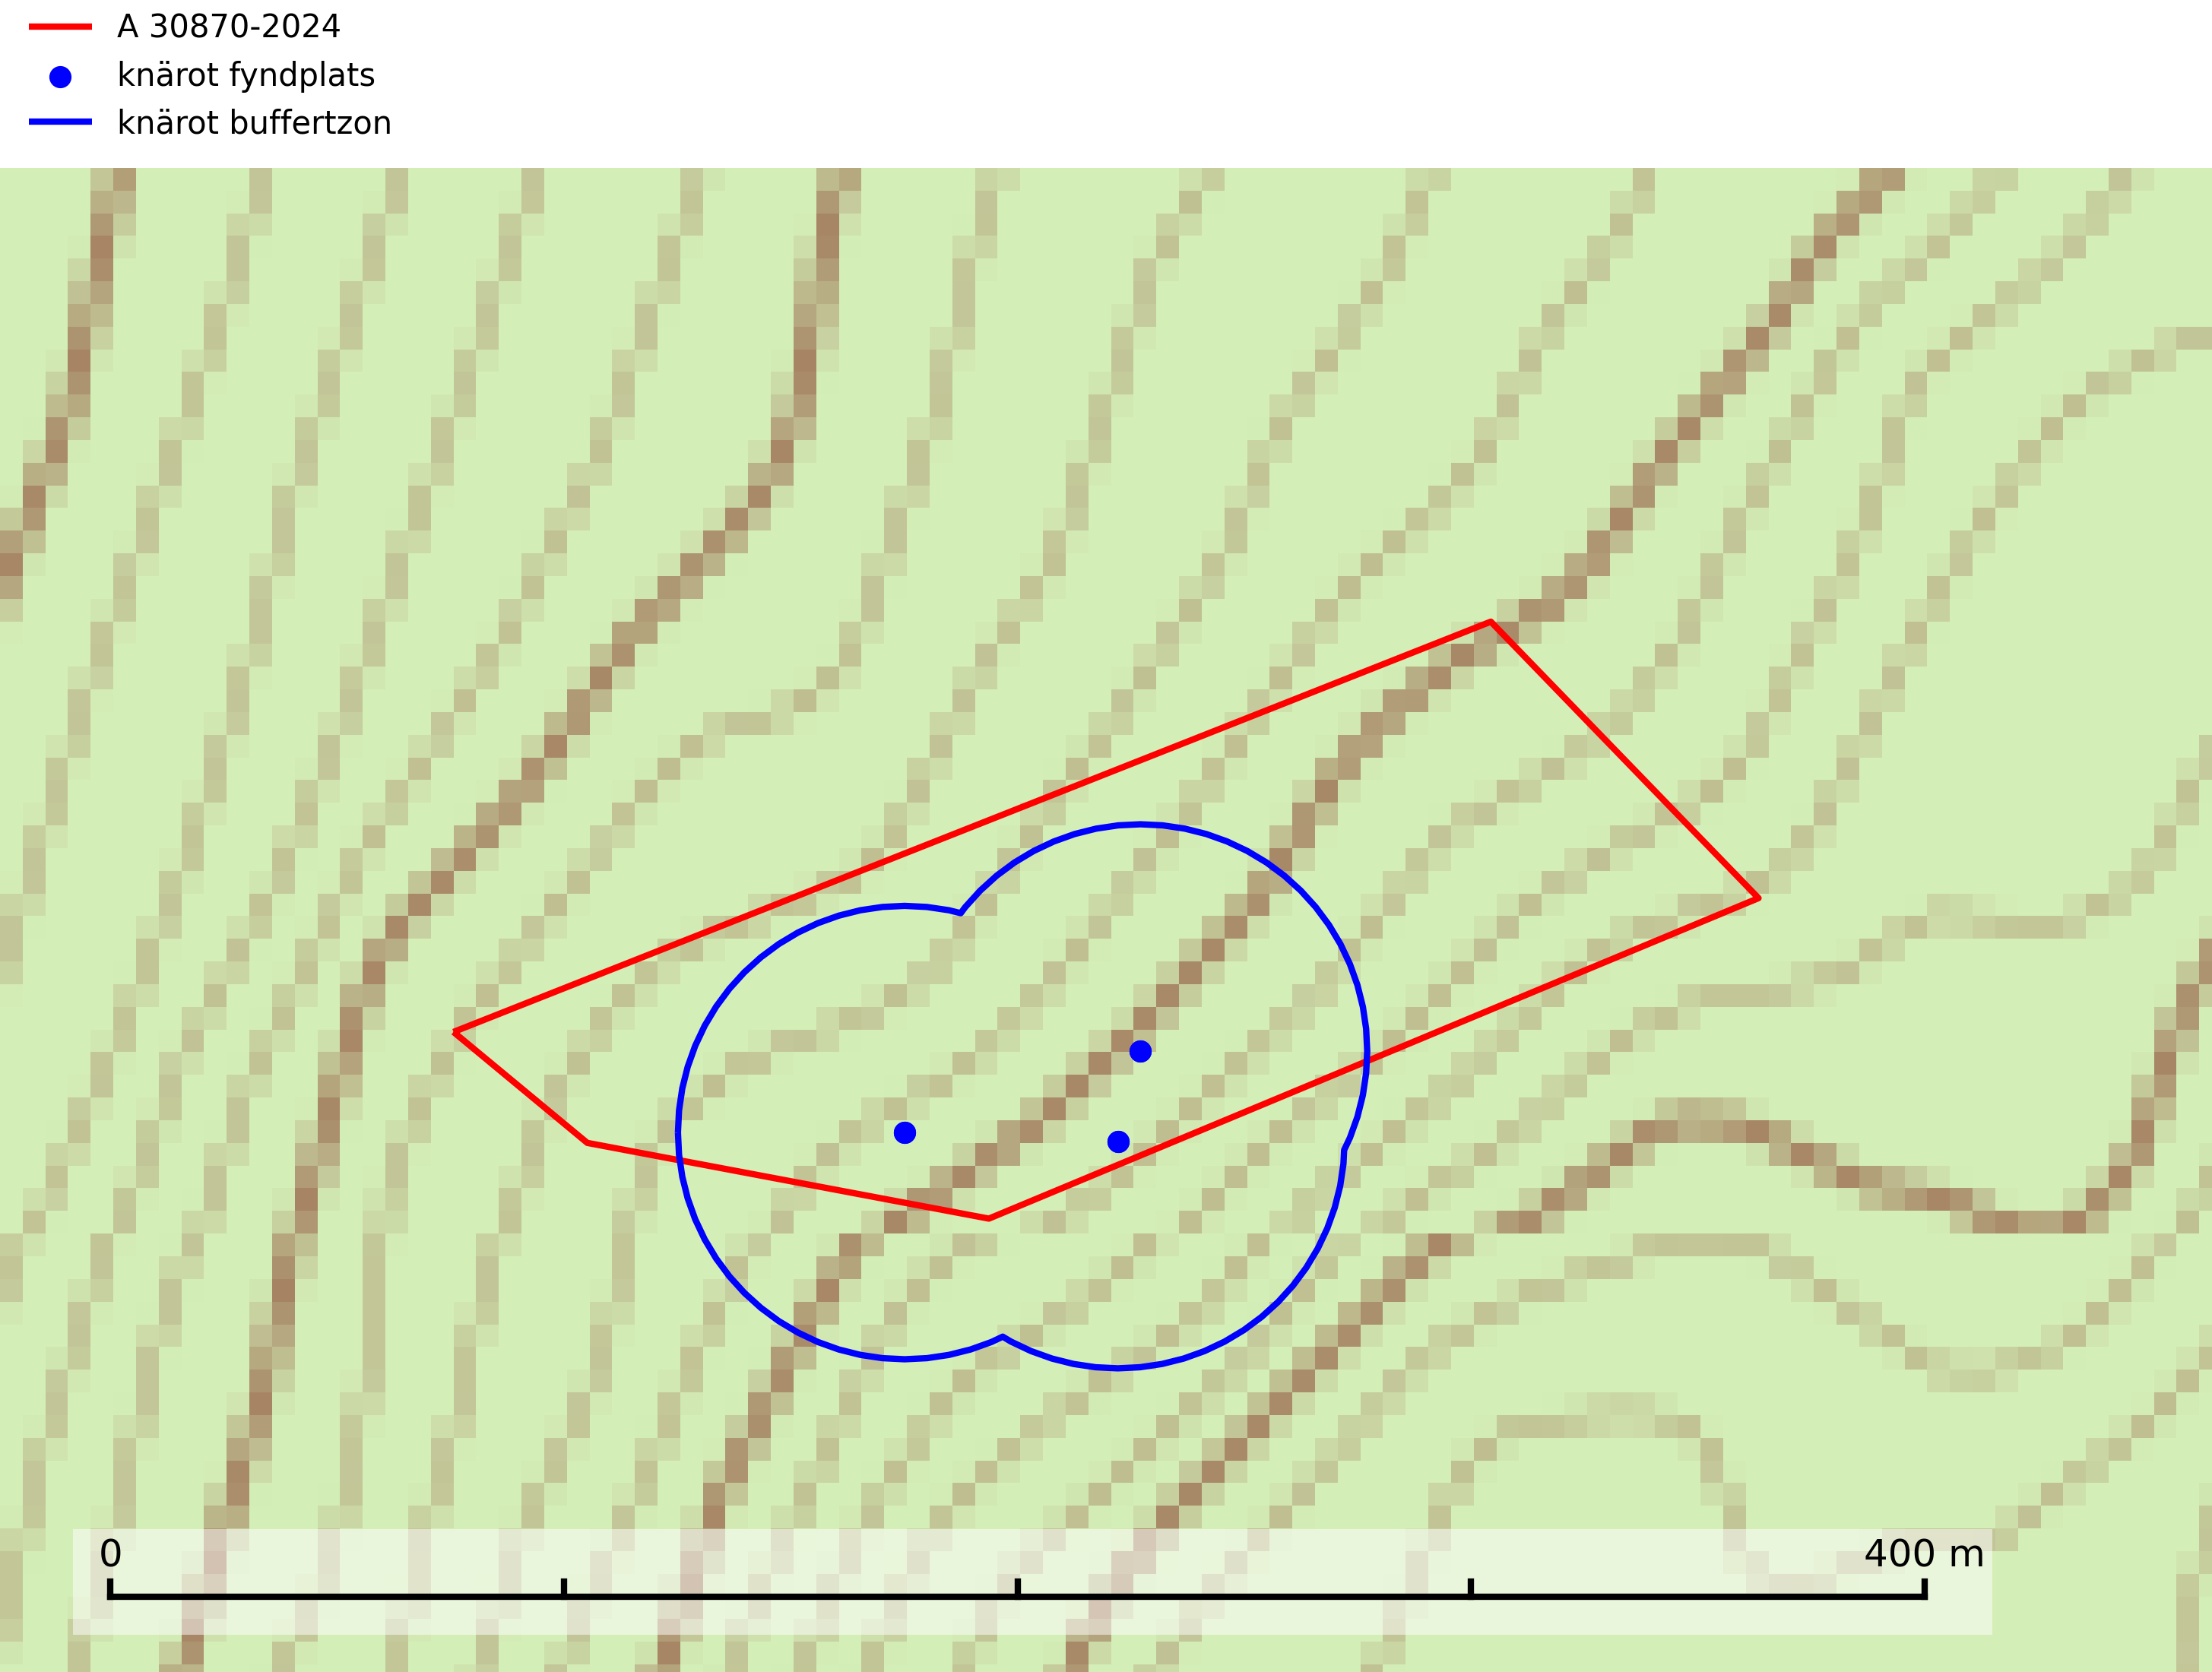 A 30870-2024
knärot fyndplats
knärot buffertzon
0 400 m